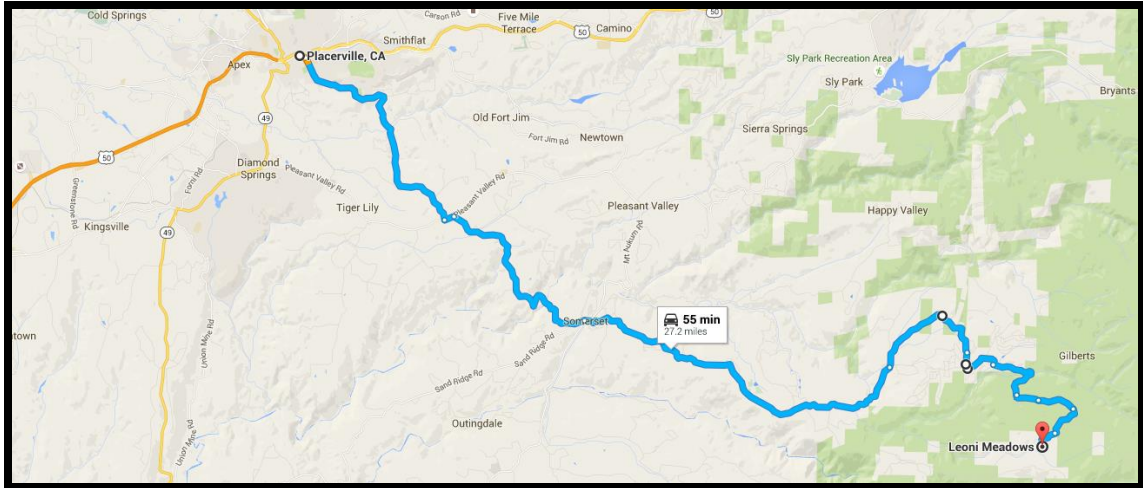 Cold Springs
Carson Rd
Five Mile
Terrace
50
Camino
50
50
Smithflat
Placerville, CA
Apex
Sly Park Recreation Area
Sly Park
Bryants
49
Old Fort Jim
Fort Jim Rd
Newtown
Sierra Springs
50
Diamond
Springs
Forni Rd
Greenstone Rd
Pleasant Valley Rd
Pleasant Valley Rd
Tiger Lily
Pleasant Valley
Happy Valley
Kingsville
49
Mt Aukum Rd
Union Mine Rd
town
Somerset
55 min
27.2 miles
Sand Ridge Rd
Sand Ridge Rd
Gilberts
Outingdale
Union Mine Rd
Leoni Meadows